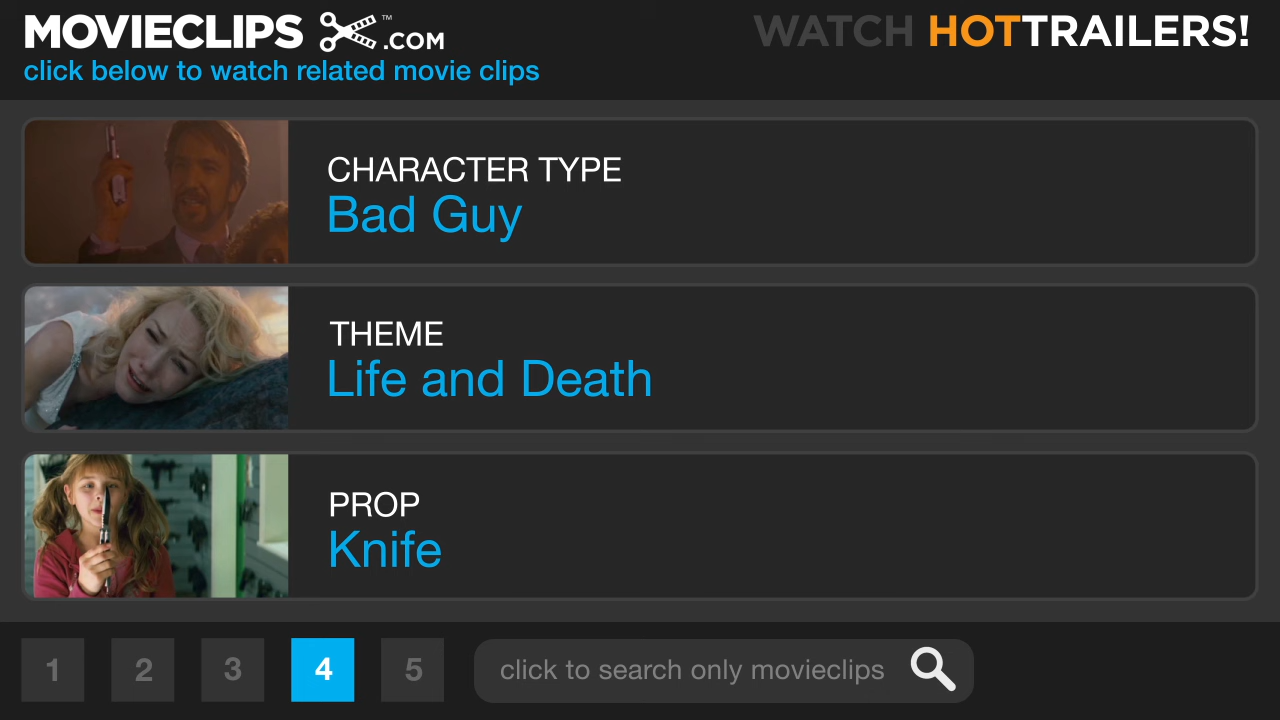 MOVIECLIPS ™ .COM
WATCH HOTTRAILERS!
click below to watch related movie clips
CHARACTER TYPE
Bad Guy
THEME
Life and Death
PROP
Knife
1 2 3 4 5
click to search only movieclips